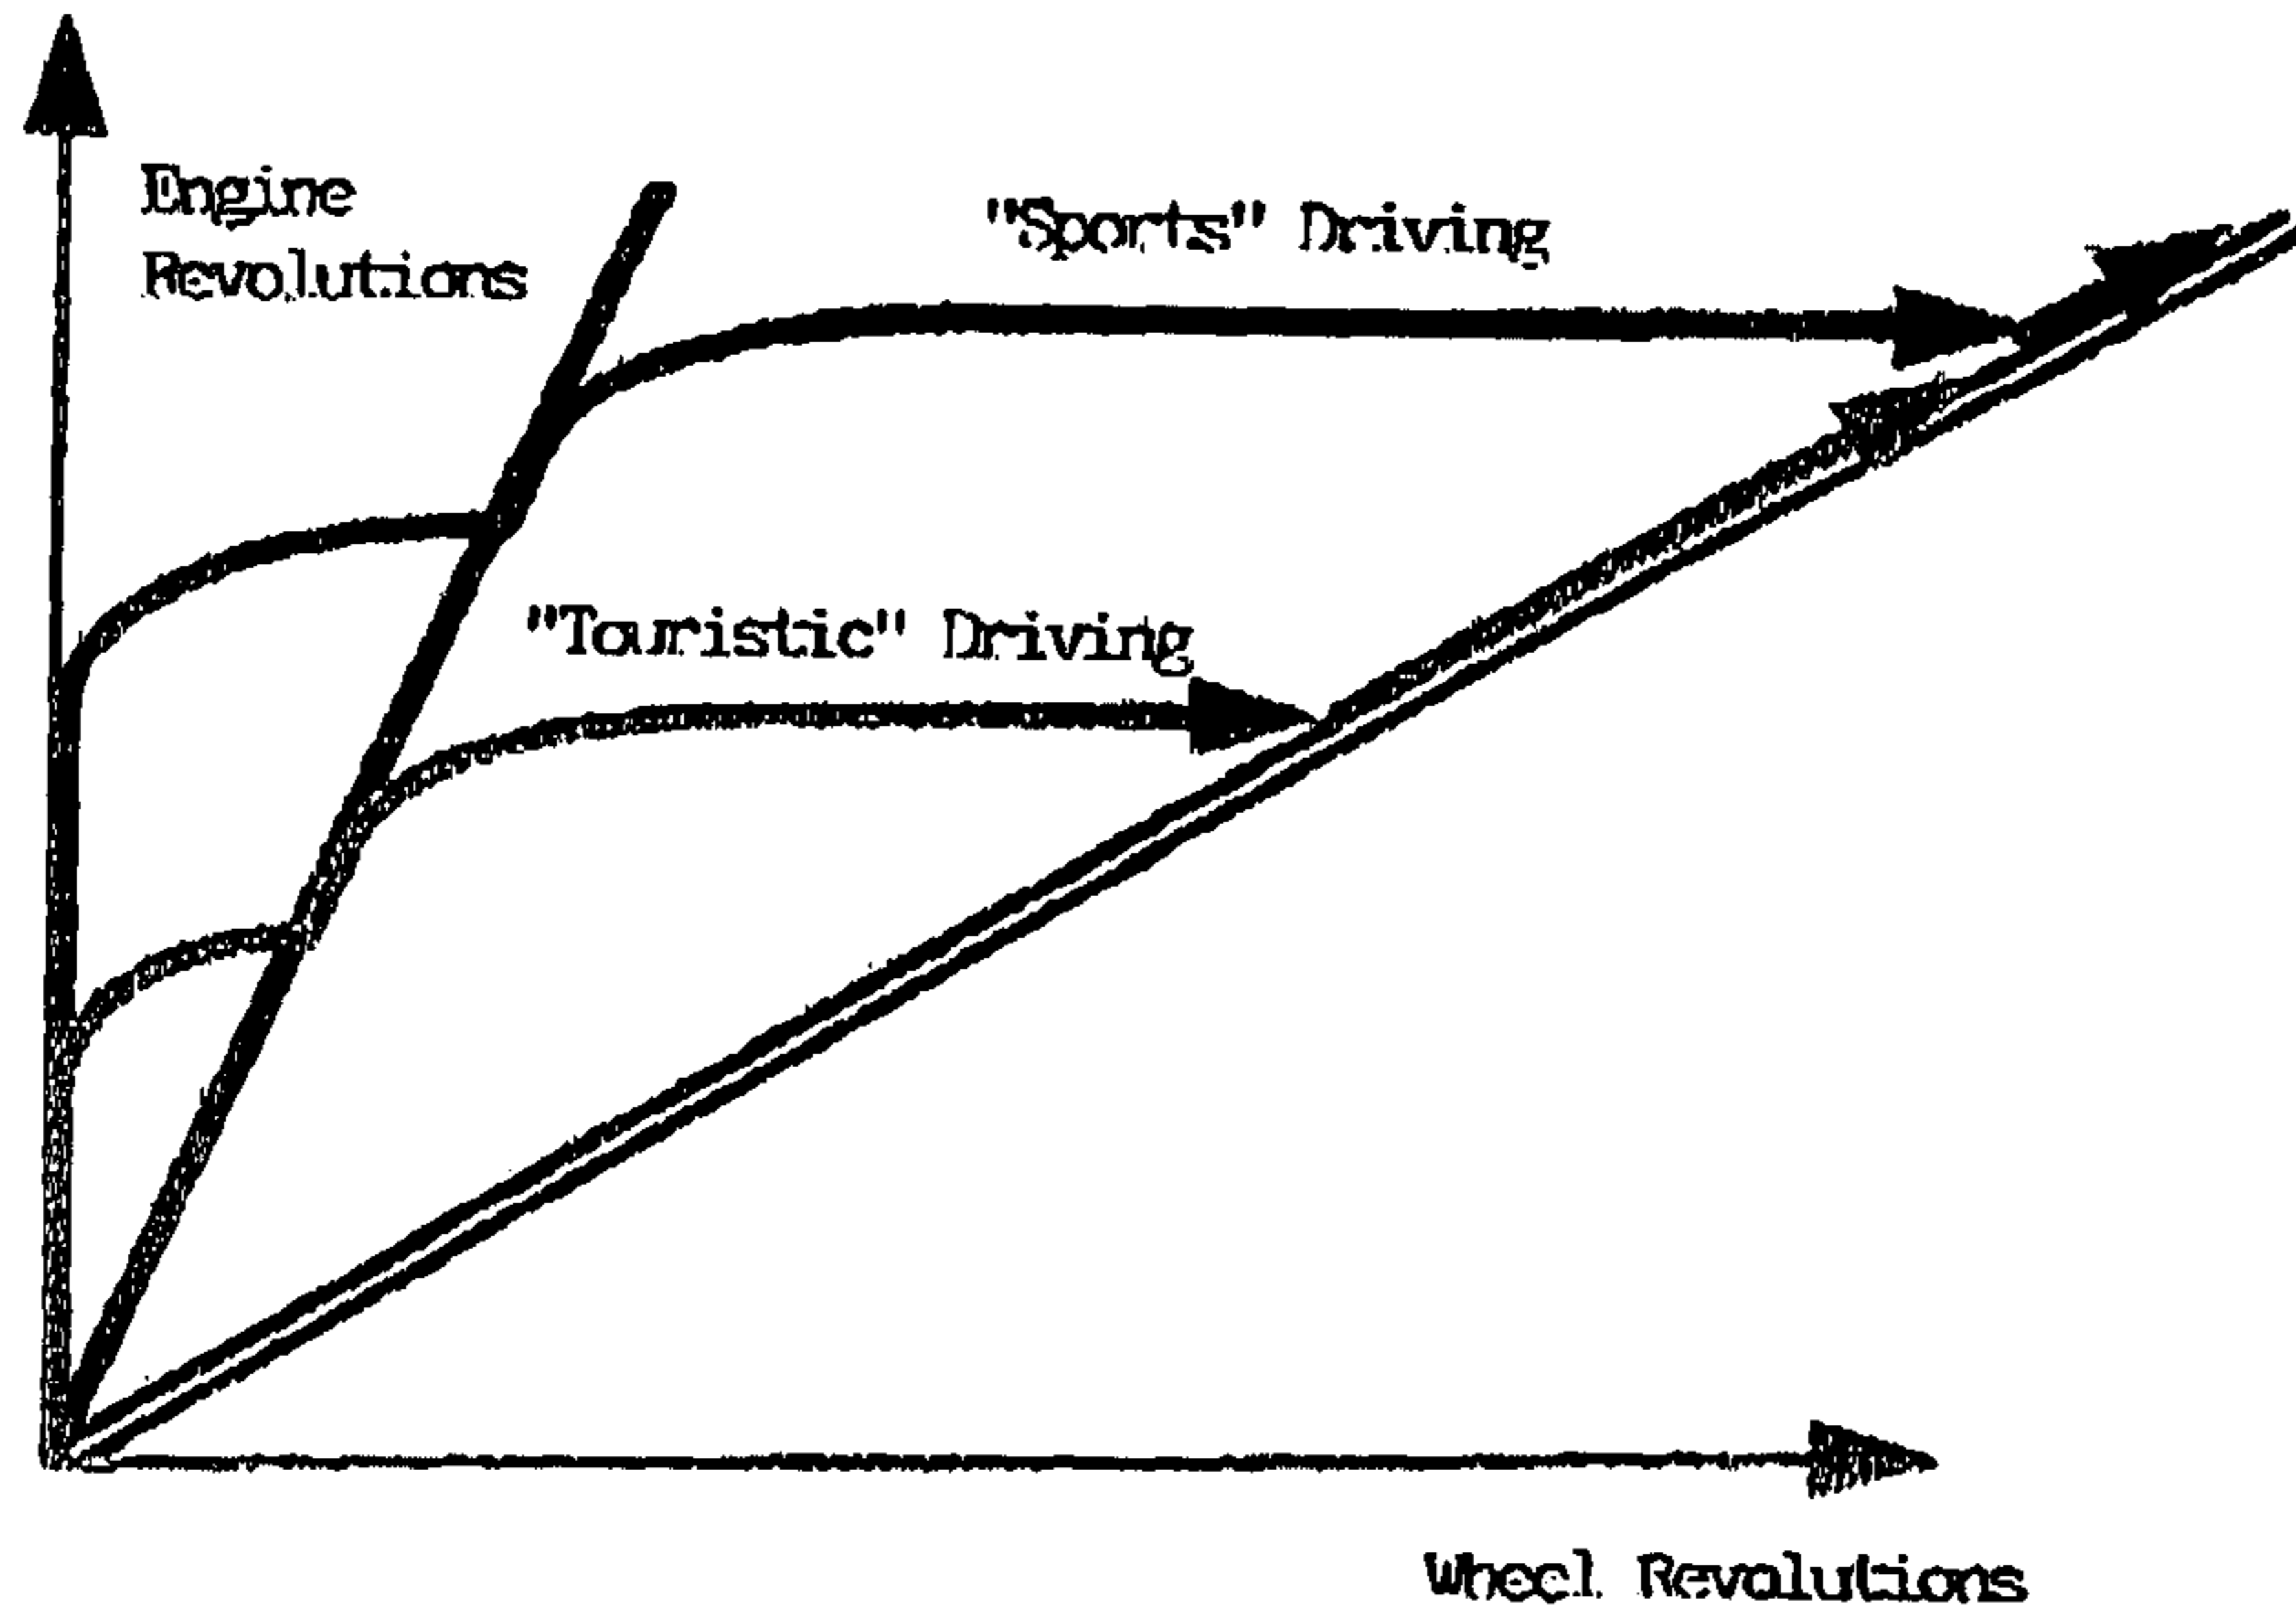 Engine
Revolutions
"Sports" Driving
"Touristic" Driving
Wheel Revolutions